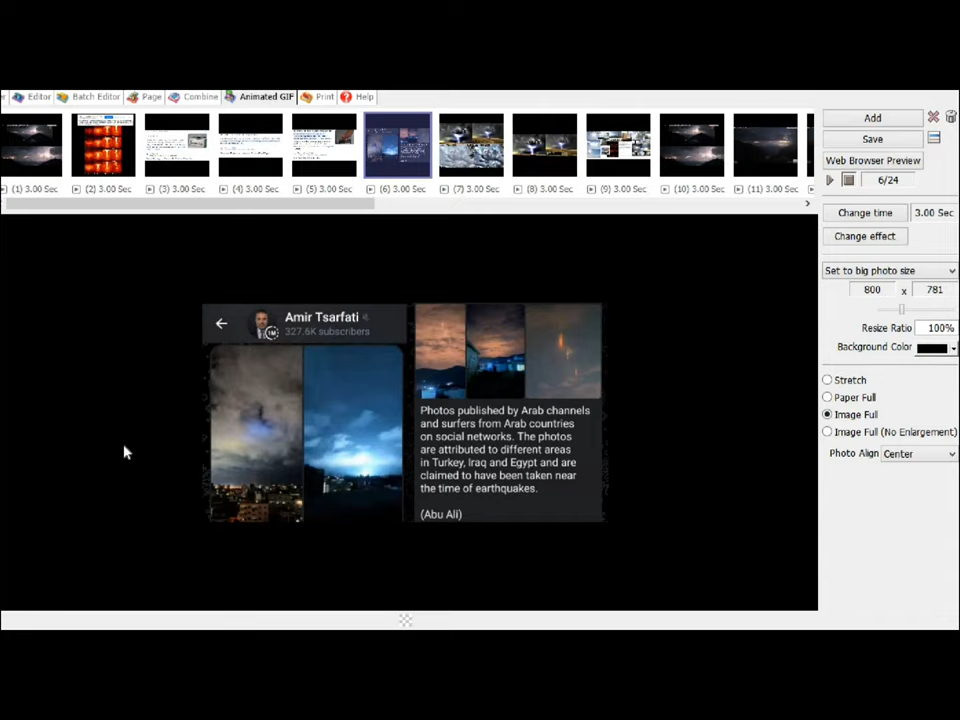 Editor
Batch Editor
Page
Combine
Animated GIF
Print
Help
(1) 3.00 Sec
(2) 3.00 Sec
(3) 3.00 Sec
(4) 3.00 Sec
(5) 3.00 Sec
(6) 3.00 Sec
(7) 3.00 Sec
(8) 3.00 Sec
(9) 3.00 Sec
(10) 3.00 Sec
(11) 3.00 Sec
Add
Save
Web Browser Preview
6/24
Change time
3.00 Sec
Change effect
Set to big photo size
800 x 781
Resize Ratio 100%
Background Color
Stretch
Paper Full
Image Full
Image Full (No Enlargement)
Photo Align Center
Amir Tsarfati
327.6K subscribers
Photos published by Arab channels
and surfers from Arab countries
on social networks. The photos
are attributed to different areas
in Turkey, Iraq and Egypt and are
claimed to have been taken near
the time of earthquakes.
(Abu Ali)